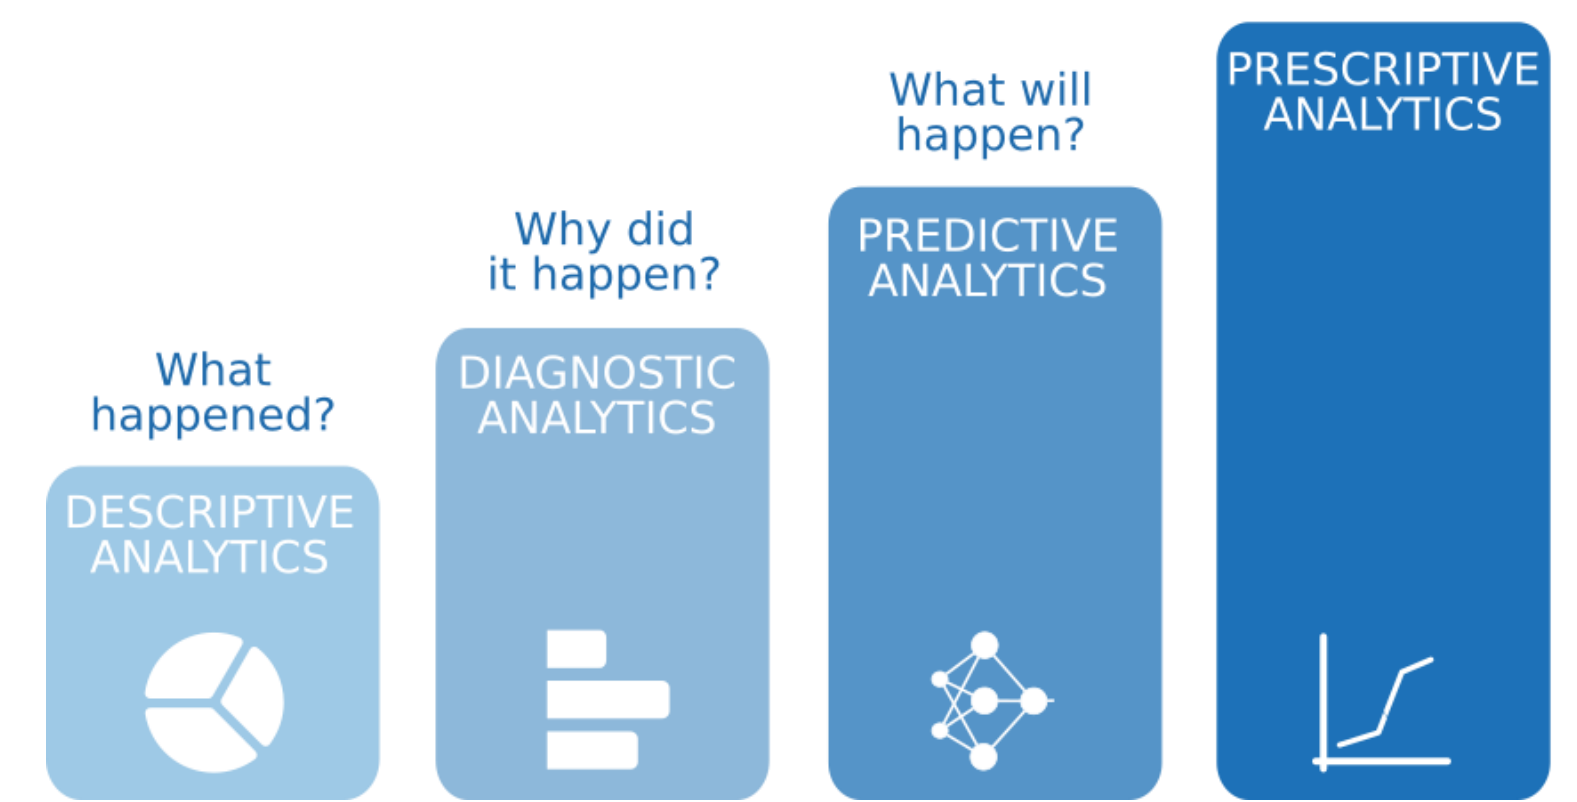 What
happened?
DESCRIPTIVE
ANALYTICS
Why did
it happen?
DIAGNOSTIC
ANALYTICS
What will
happen?
PREDICTIVE
ANALYTICS
PRESCRIPTIVE
ANALYTICS